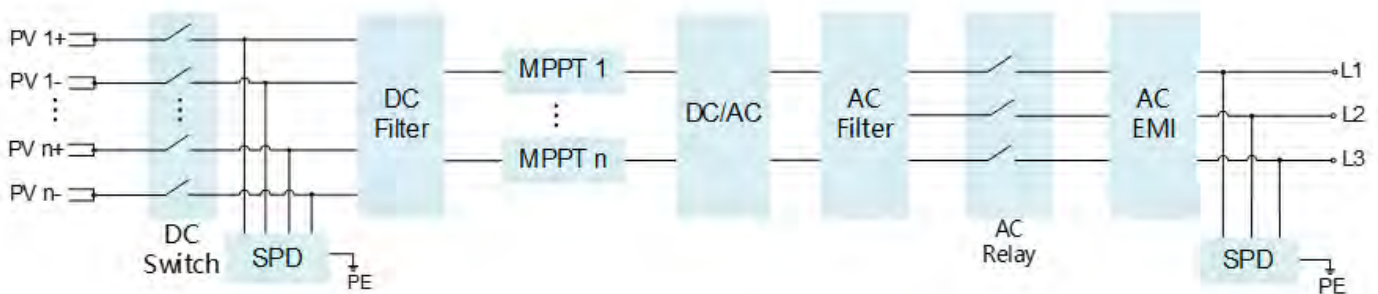 PV 1+
PV 1-
PV n+
PV n-
DC
Switch
SPD
PE
DC
Filter
MPPT 1
MPPT n
DC/AC
AC
Filter
AC
Relay
AC
EMI
SPD
PE
L1
L2
L3